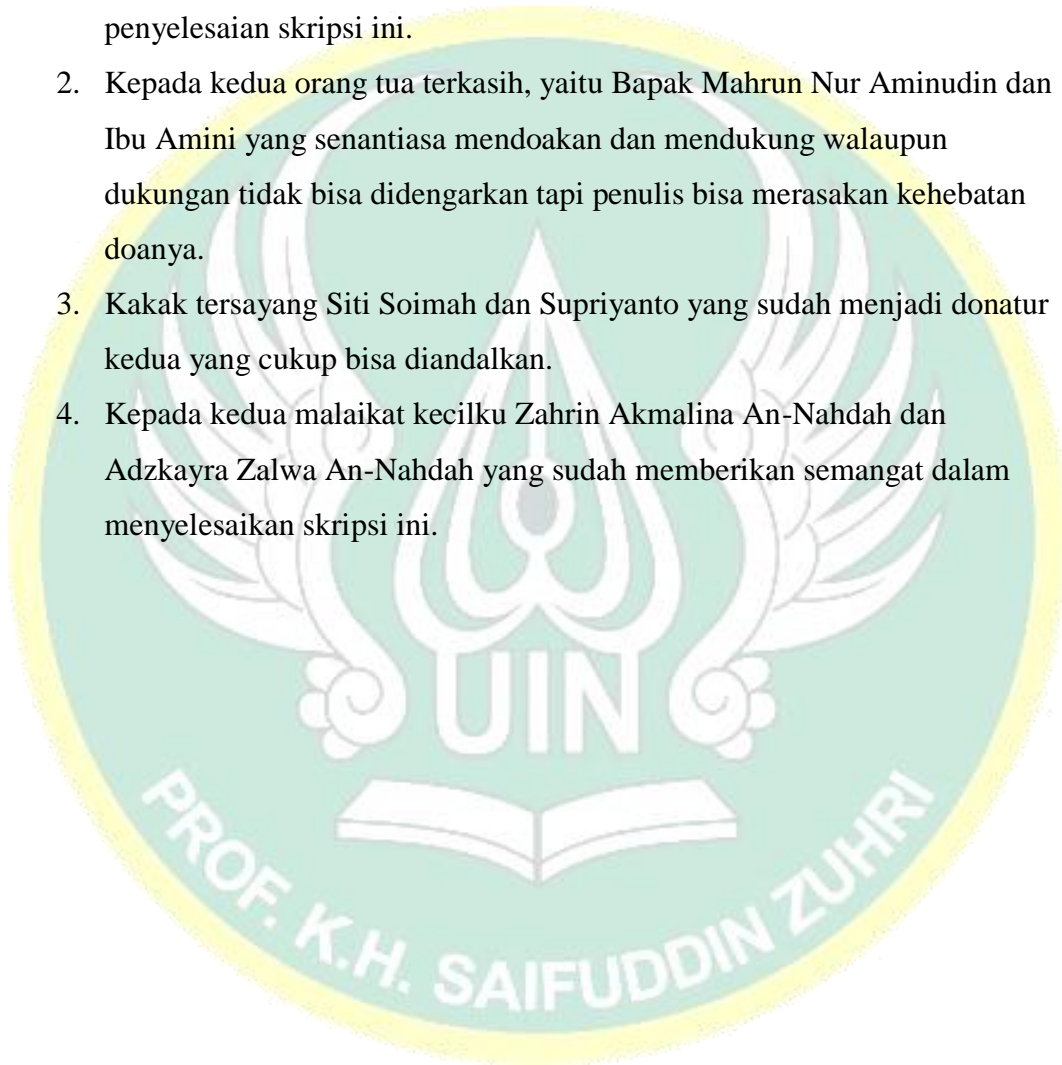 penyelesaian skripsi ini.
2. Kepada kedua orang tua terkasih, yaitu Bapak Mahrun Nur Aminudin dan
Ibu Amini yang senantiasa mendoakan dan mendukung walaupun
dukungan tidak bisa didengarkan tapi penulis bisa merasakan kehebatan
doanya.
3. Kakak tersayang Siti Soimah dan Supriyanto yang sudah menjadi donatur
kedua yang cukup bisa diandalkan.
4. Kepada kedua malaikat kecilku Zahrin Akmalina An-Nahdah dan
Adzkayra Zalwa An-Nahdah yang sudah memberikan semangat dalam
menyelesaikan skripsi ini.
UIN
PROF. K.H. SAIFUDDIN ZUHRI